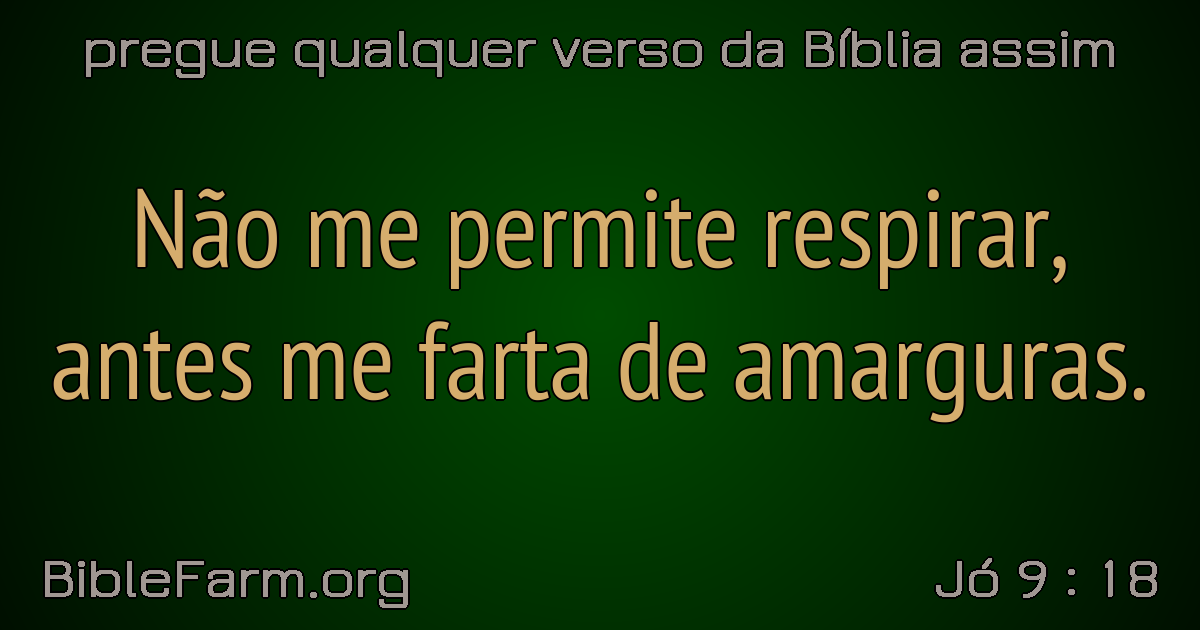 pregue qualquer verso da Bíblia assim
Não me permite respirar,
antes me farta de amarguras.
BibleFarm.org
Jó 9 : 18